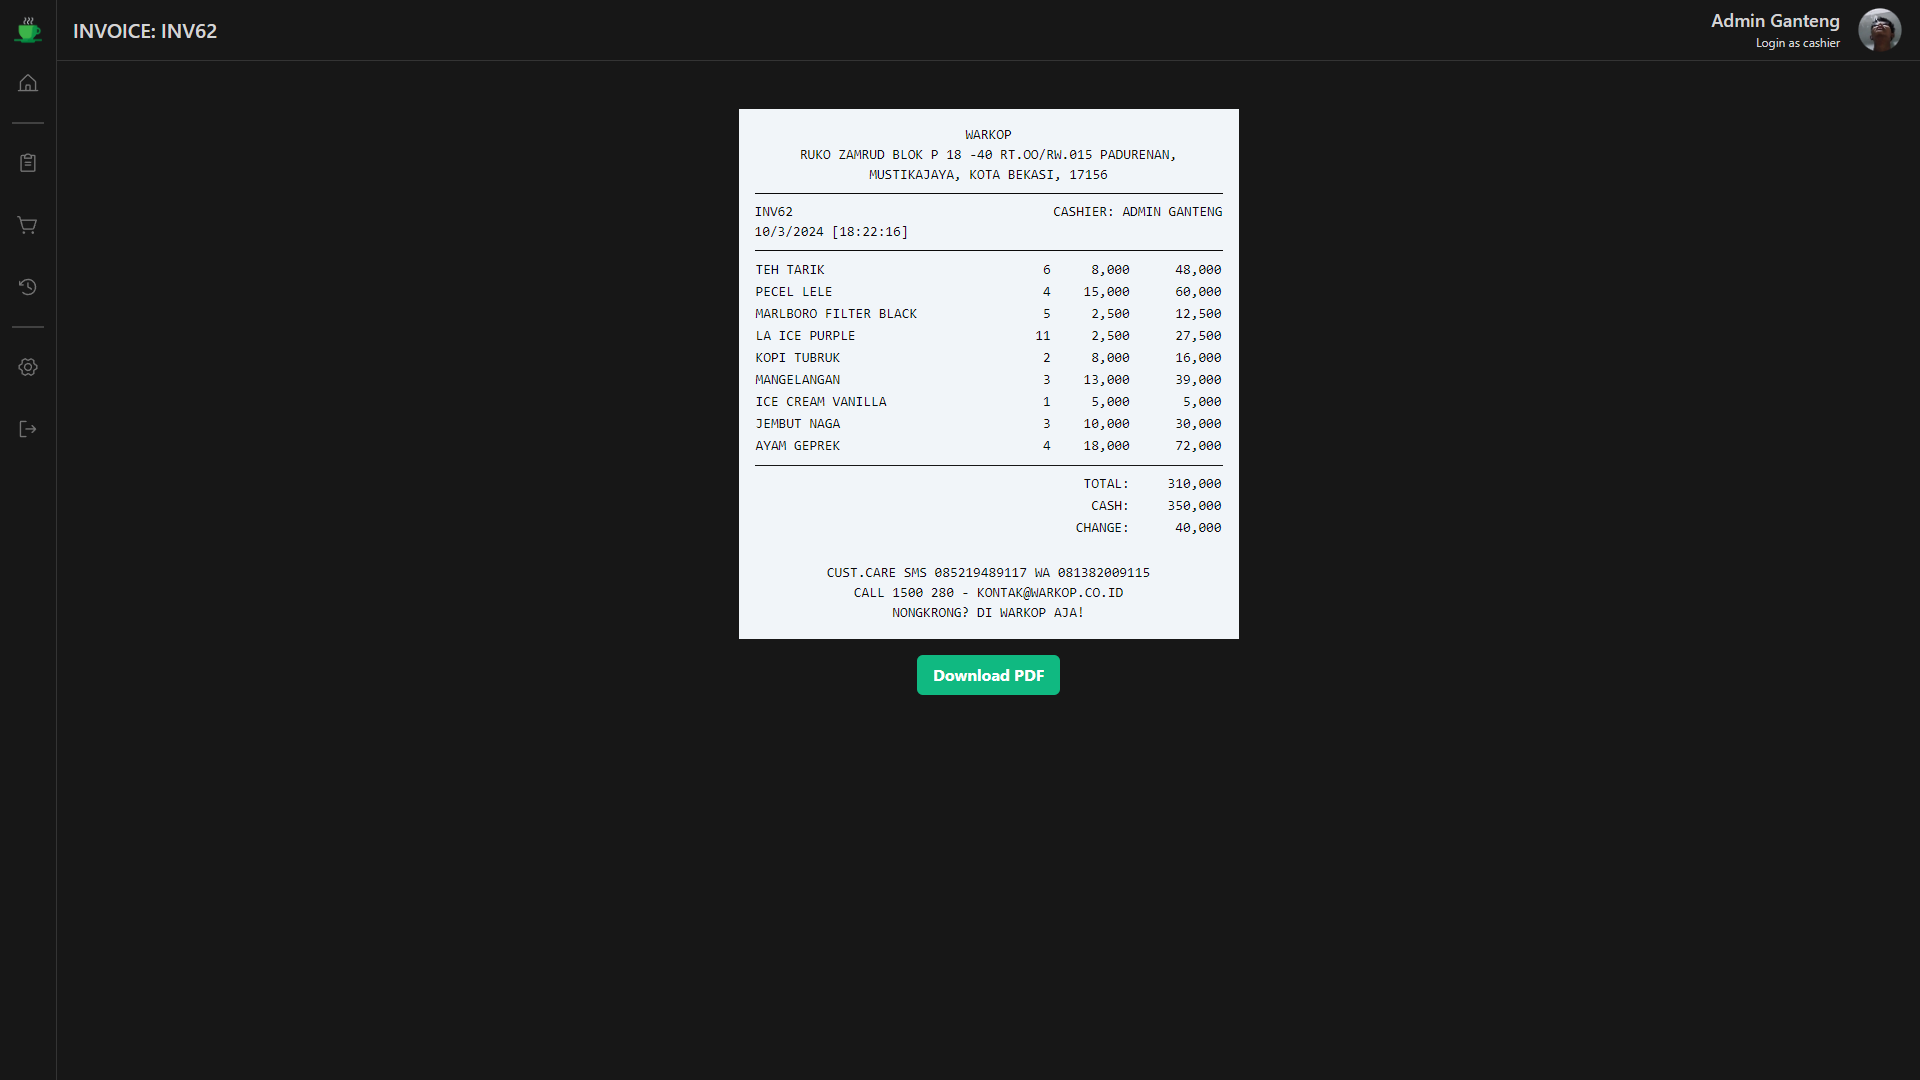 INVOICE: INV62
Admin Ganteng
Login as cashier
WARKOP
RUKO ZAMRUD BLOK P 18 -40 RT.OO/RW.015 PADURENAN,
MUSTIKAJAYA, KOTA BEKASI, 17156
INV62 CASHIER: ADMIN GANTENG
10/3/2024 [18:22:16]
TEH TARIK 6 8,000 48,000
PECEL LELE 4 15,000 60,000
MARLBORO FILTER BLACK 5 2,500 12,500
LA ICE PURPLE 11 2,500 27,500
KOPI TUBRUK 2 8,000 16,000
MANGELANGAN 3 13,000 39,000
ICE CREAM VANILLA 1 5,000 5,000
JEMBUT NAGA 3 10,000 30,000
AYAM GEPREK 4 18,000 72,000
TOTAL: 310,000
CASH: 350,000
CHANGE: 40,000
CUST.CARE SMS 085219489117 WA 081382009115
CALL 1500 280 - KONTAK@WARKOP.CO.ID
NONGKRONG? DI WARKOP AJA!
Download PDF